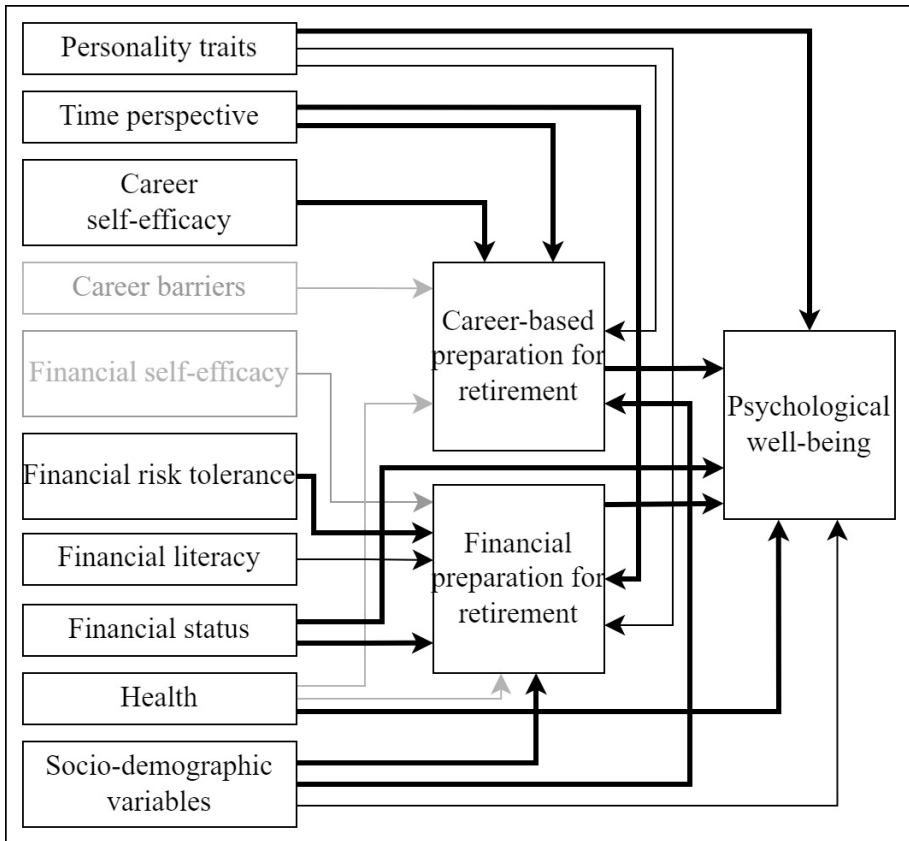 Personality traits
Time perspective
Career
self-efficacy
Career barriers
Financial self-efficacy
Financial risk tolerance
Financial literacy
Financial status
Health
Socio-demographic
variables
Career-based
preparation for
retirement
Financial
preparation for
retirement
Psychological
well-being